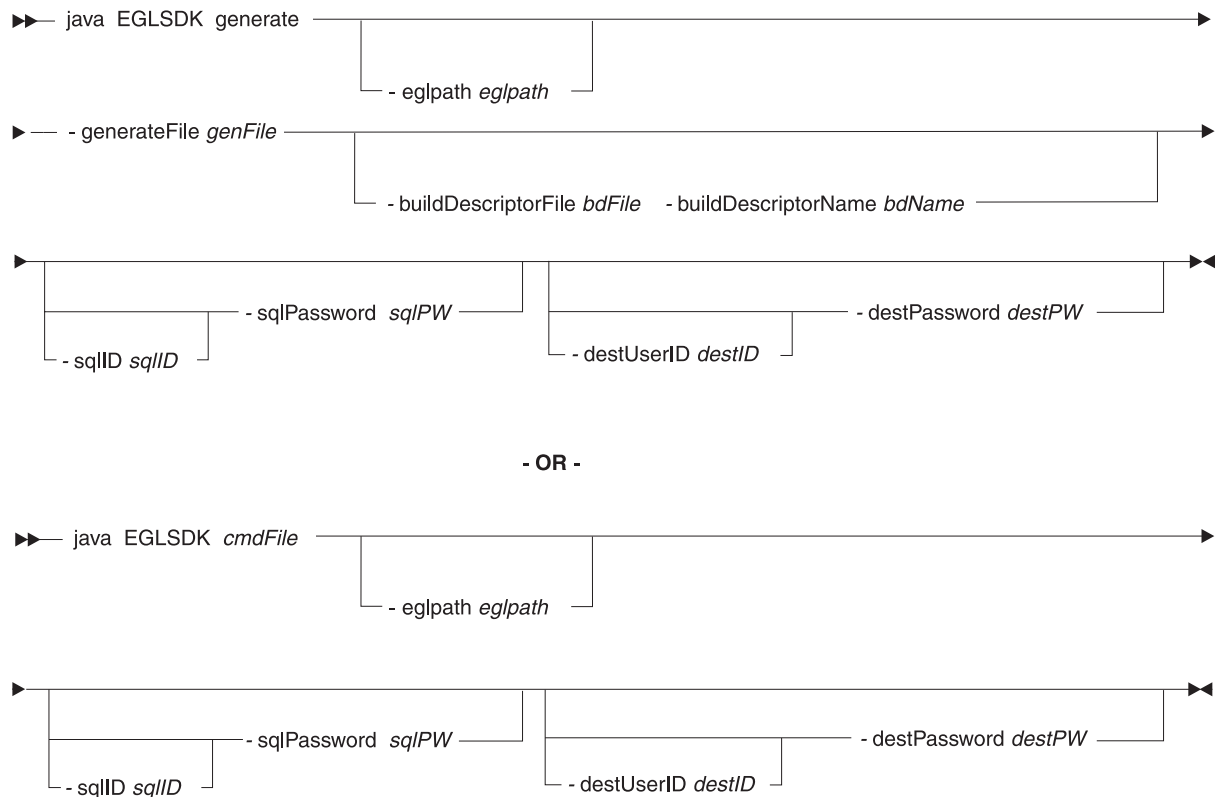 java EGLSDK generate
- eglpath eglpath
- generateFile genFile
- buildDescriptorFile bdFile - buildDescriptorName bdName
- sqlPassword sqlPW - destPassword destPW
- sqlID sqlID - destUserID destID
- OR -
java EGLSDK cmdFile
- eglpath eglpath
- sqlPassword sqlPW - destPassword destPW
- sqlID sqlID - destUserID destID